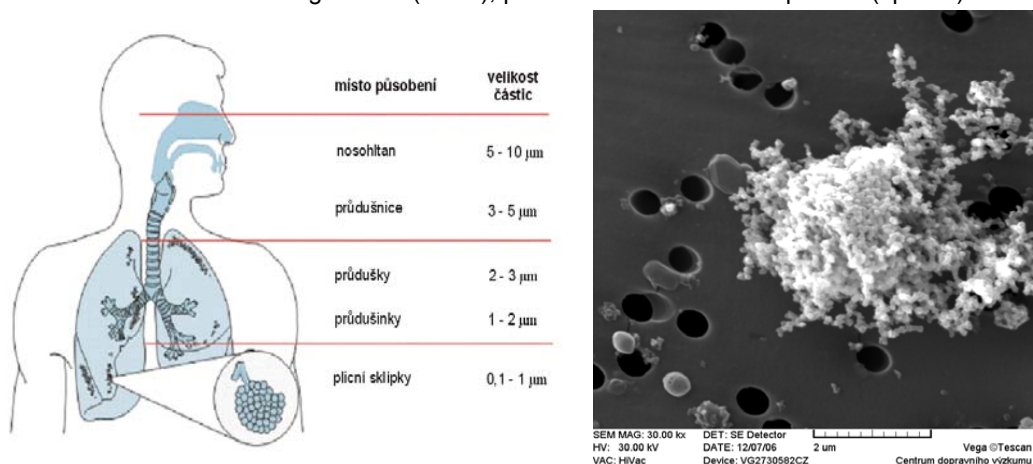 místo působení velikost částic
nosohltan 5 - 10 μm
průdušnice 3 - 5 μm
průdušky 2 - 3 μm
průdušinky 1 - 2 μm
plicní sklípky 0,1 - 1 μm
SEM MAG: 30.00 kx DET: SE Detector
HV: 30.00 kV DATE: 12/07/06 2 um Vega ©Tescan
VAC: HiVac Device: VG2730582CZ Centrum dopravního výzkumu